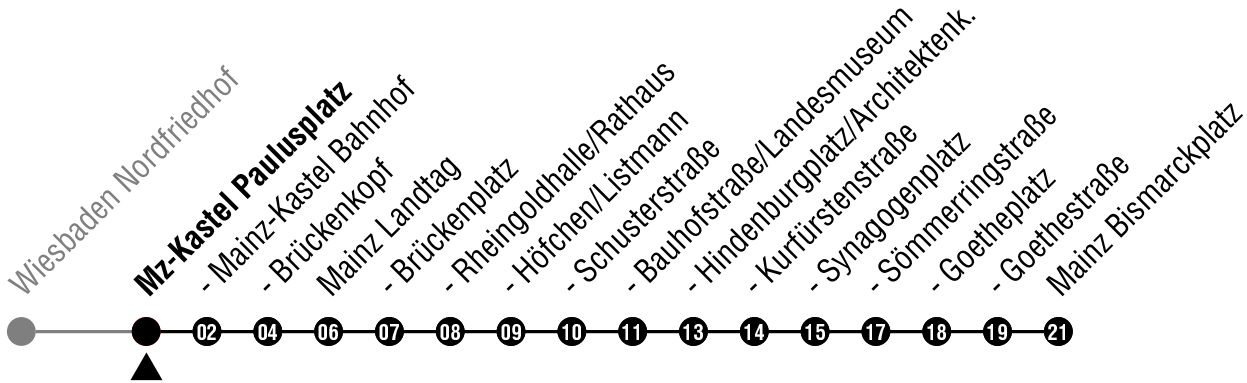 Wiesbaden Nordfriedhof
Mz-Kastel Paulusplatz
- Mainz-Kastel Bahnhof
- Brückenkopf
Mainz Landtag
- Brückenplatz
- Rheingoldhalle/Rathaus
- Höfchen/Listmann
- Schusterstraße
- Bauhofstraße/Landesmuseum
- Hindenburgplatz/Architektenk.
- Kurfürstenstraße
- Synagogenplatz
- Sömmerringstraße
- Goetheplatz
- Goethestraße
Mainz Bismarckplatz
02 04 06 07 08 09 10 11 13 14 15 17 18 19 21